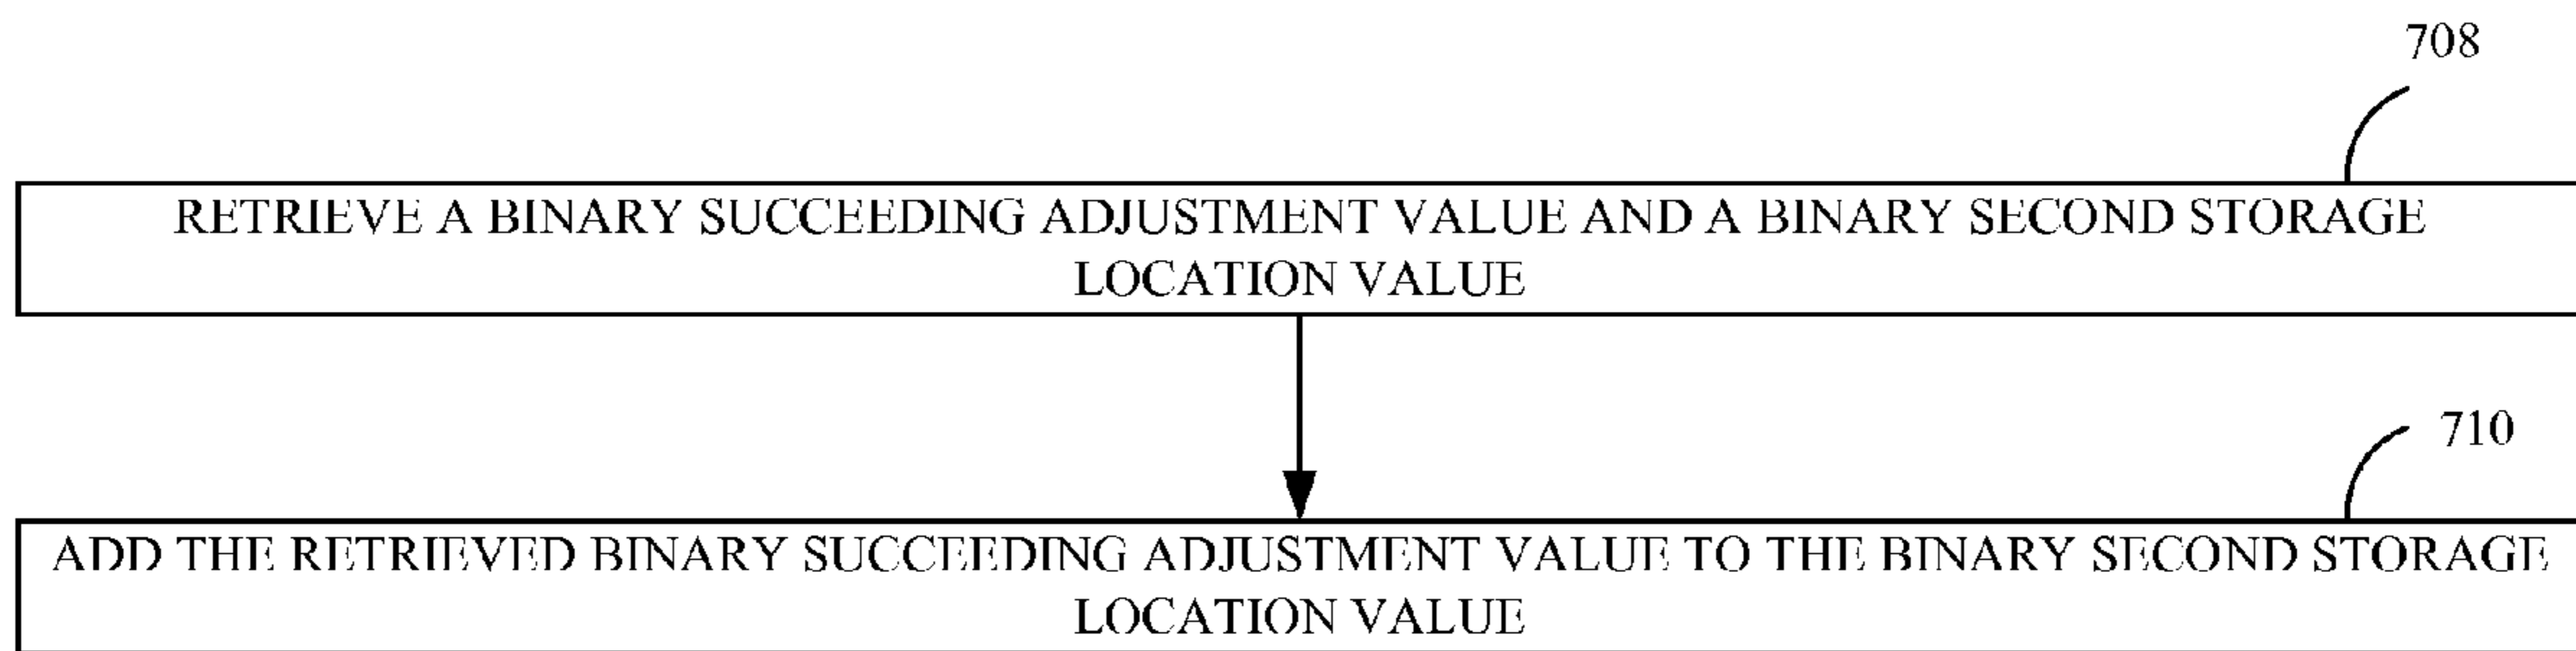 708
RETRIEVE A BINARY SUCCEEDING ADJUSTMENT VALUE AND A BINARY SECOND STORAGE
LOCATION VALUE
710
ADD THE RETRIEVED BINARY SUCCEEDING ADJUSTMENT VALUE TO THE BINARY SECOND STORAGE
LOCATION VALUE